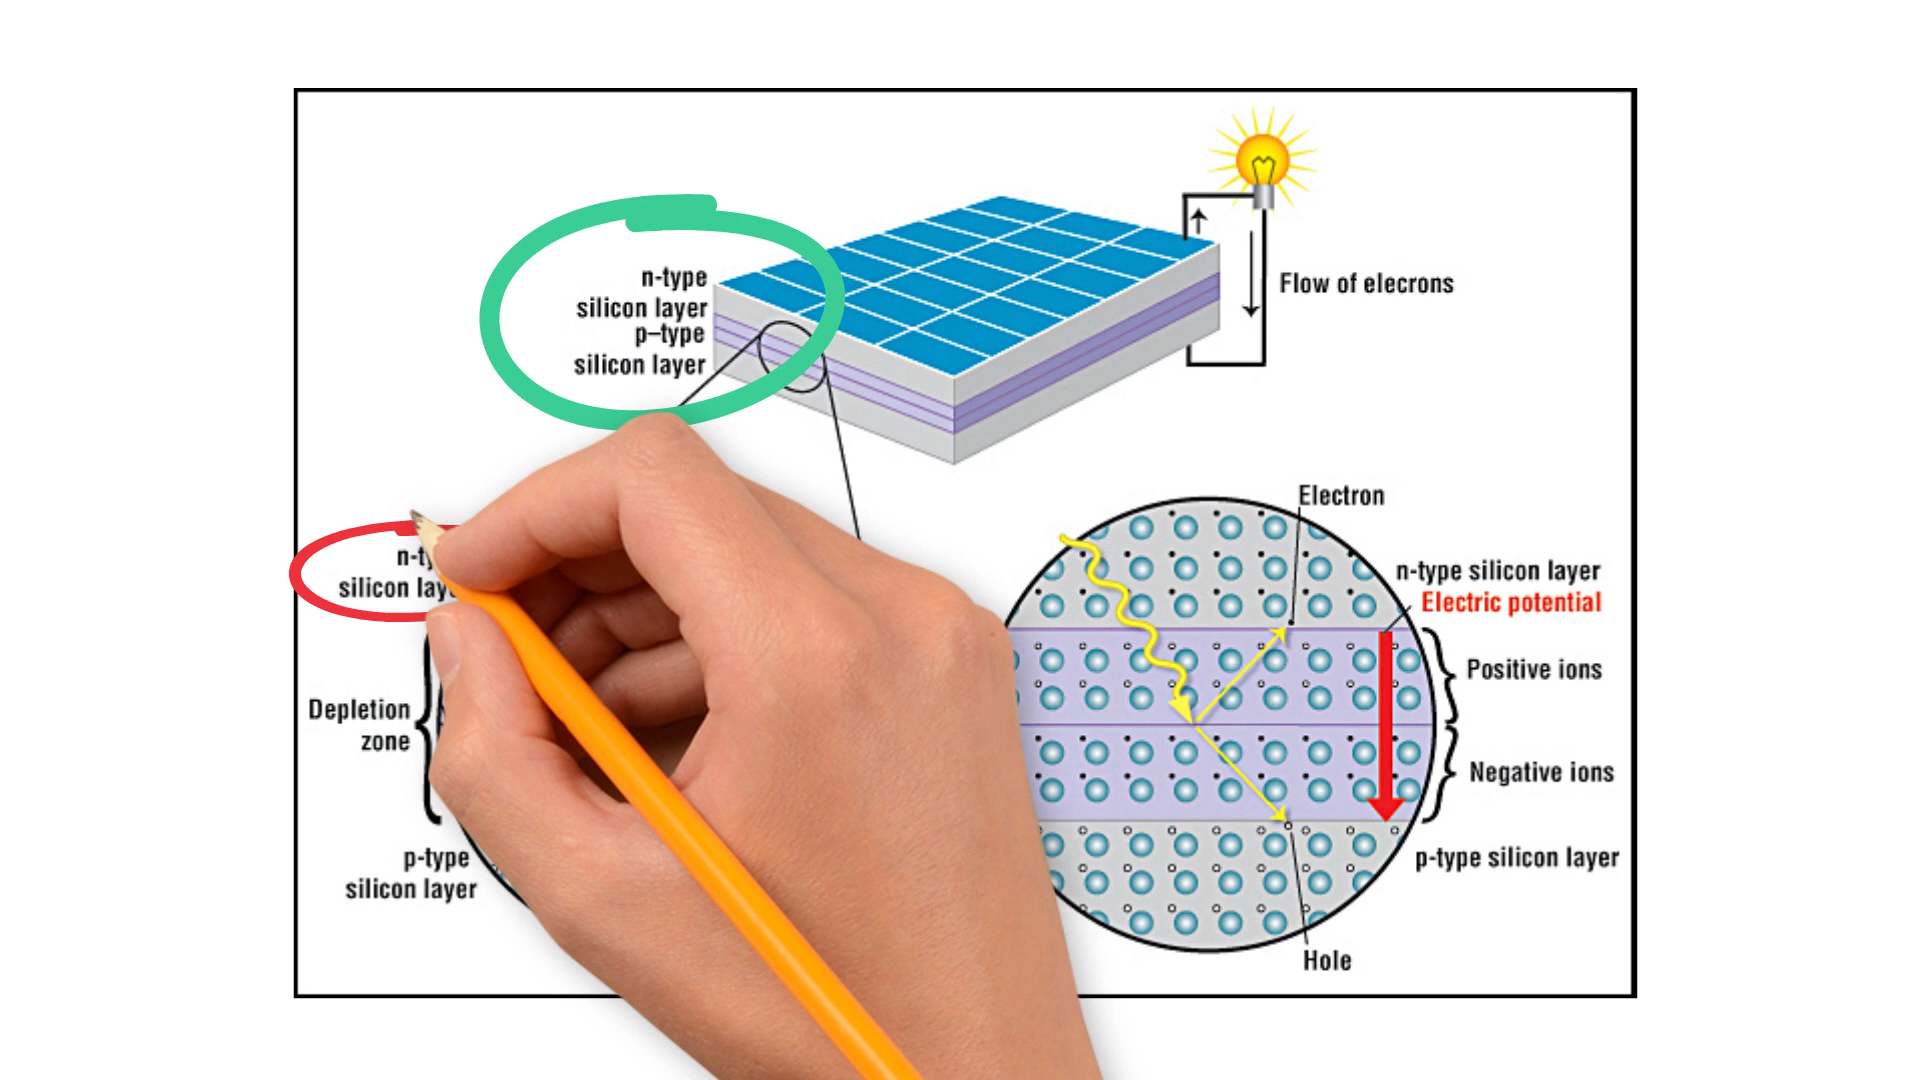 n-type
silicon layer
p–type
silicon layer
Flow of elecrons
Electron
silicon
Depletion
zone
p-type
silicon layer
n-type silicon layer
Electric potential
Positive ions
Negative ions
p-type silicon layer
Hole